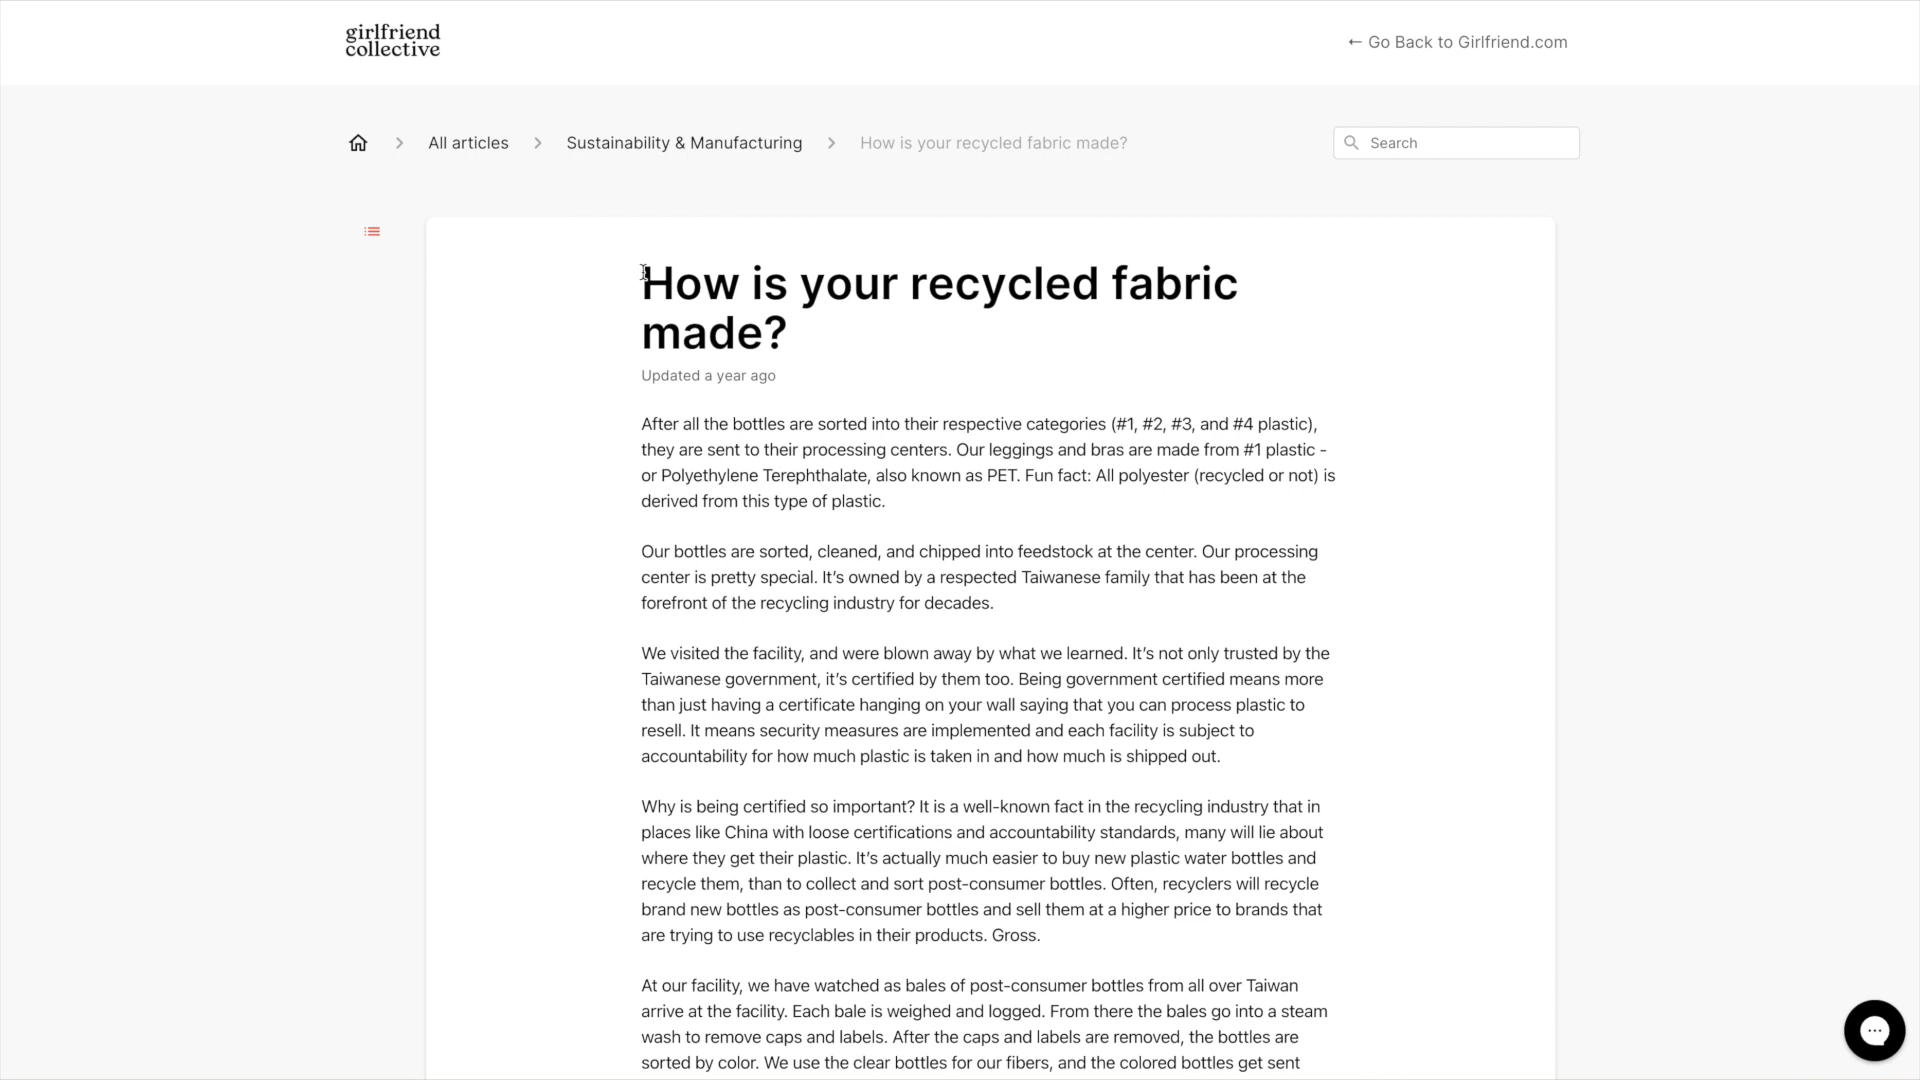 girlfriend
collective
← Go Back to Girlfriend.com
All articles
Sustainability & Manufacturing
How is your recycled fabric made?
Search
How is your recycled fabric
made?
Updated a year ago
After all the bottles are sorted into their respective categories (#1, #2, #3, and #4 plastic),
they are sent to their processing centers. Our leggings and bras are made from #1 plastic -
or Polyethylene Terephthalate, also known as PET. Fun fact: All polyester (recycled or not) is
derived from this type of plastic.
Our bottles are sorted, cleaned, and chipped into feedstock at the center. Our processing
center is pretty special. It’s owned by a respected Taiwanese family that has been at the
forefront of the recycling industry for decades.
We visited the facility, and were blown away by what we learned. It’s not only trusted by the
Taiwanese government, it’s certified by them too. Being government certified means more
than just having a certificate hanging on your wall saying that you can process plastic to
resell. It means security measures are implemented and each facility is subject to
accountability for how much plastic is taken in and how much is shipped out.
Why is being certified so important? It is a well-known fact in the recycling industry that in
places like China with loose certifications and accountability standards, many will lie about
where they get their plastic. It’s actually much easier to buy new plastic water bottles and
recycle them, than to collect and sort post-consumer bottles. Often, recyclers will recycle
brand new bottles as post-consumer bottles and sell them at a higher price to brands that
are trying to use recyclables in their products. Gross.
At our facility, we have watched as bales of post-consumer bottles from all over Taiwan
arrive at the facility. Each bale is weighed and logged. From there the bales go into a steam
wash to remove caps and labels. After the caps and labels are removed, the bottles are
sorted by color. We use the clear bottles for our fibers, and the colored bottles get sent